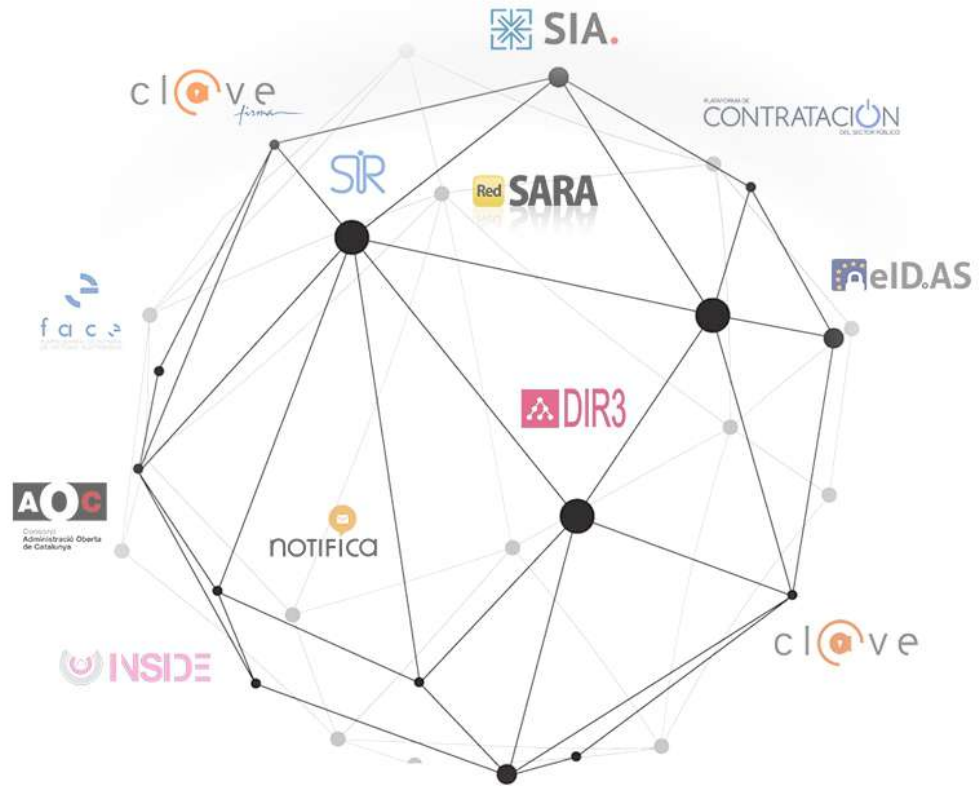 SIA.
cl@ve
firma
PLATAFORMA DE
CONTRATACIÓN
DEL SECTOR PÚBLICO
SIR
Red SARA
eID.AS
face
DIR3
AOC
Consorci
Administració Oberta
de Catalunya
NOTIFICA
cl@ve
INSIDE